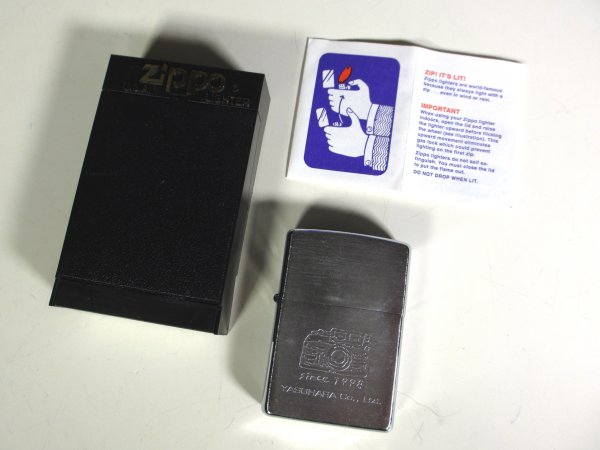 Zippo
LIGHTER
ZIP! IT'S LIT!
Zippo lighters are world-famous
because they always light with a
zip . . . even in wind or rain.
IMPORTANT
When using your Zippo lighter
indoors, open the lid and raise
the lighter upward before flicking
the wheel (see illustration). This
upward movement eliminates
gas lock which could prevent
lighting on the first zip.
Zippo lighters do not self-ex-
tinguish. You must close the lid
to put the flame out.
DO NOT DROP WHEN LIT.
since 1998
YASUHARA Co., Ltd.